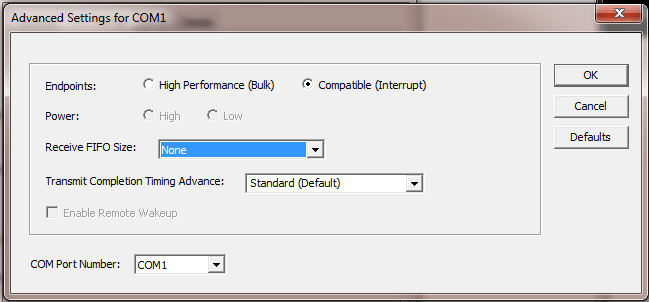 Advanced Settings for COM1
Endpoints: High Performance (Bulk) Compatible (Interrupt) OK
Power: High Low Cancel
Receive FIFO Size: None Defaults
Transmit Completion Timing Advance: Standard (Default)
Enable Remote Wakeup
COM Port Number: COM1